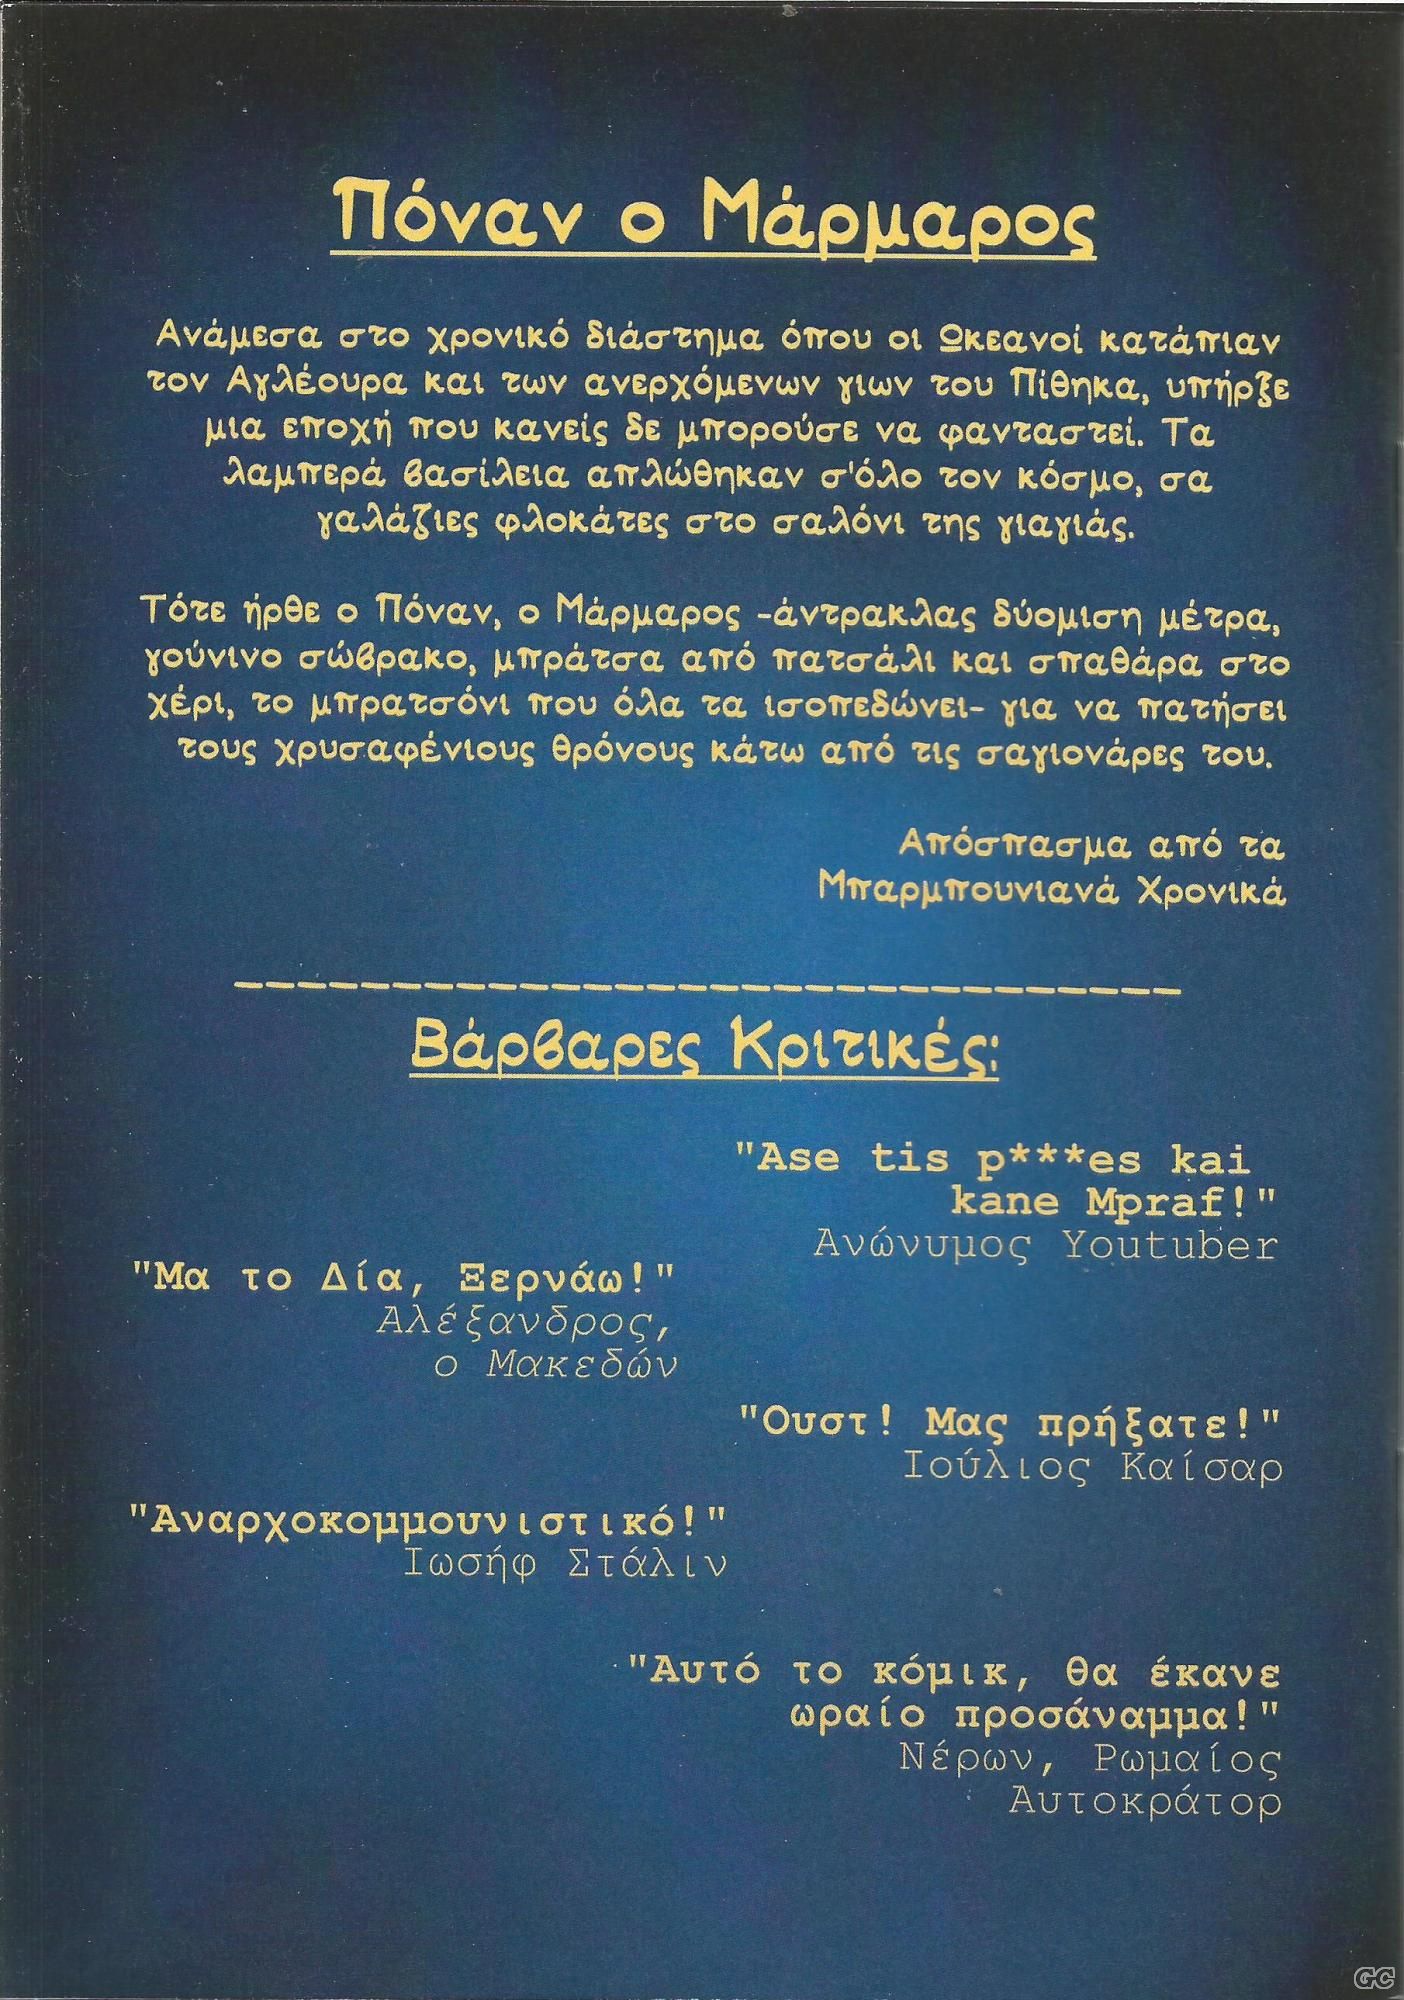 Πόναν ο Μάρμαρος
Ανάμεσα στο χρονικό διάστημα όπου οι Ωκεανοί κατάπιαν
τον Αγλέουρα και των ανερχόμενων γιων του Πίθηκα, υπήρξε
μια εποχή που κανείς δε μπορούσε να φανταστεί. Τα
λαμπερά βασίλεια απλώθηκαν σ'όλο τον κόσμο, σα
γαλάζιες φλοκάτες στο σαλόνι της γιαγιάς.
Τότε ήρθε ο Πόναν, ο Μάρμαρος -άντρακλας δύομιση μέτρα,
γούνινο σώβρακο, μπράτσα από πατσάλι και σπαθάρα στο
χέρι, το μπρατσόνι που όλα τα ισοπεδώνει- για να πατήσει
τους χρυσαφένιους θρόνους κάτω από τις σαγιονάρες του.
Απόσπασμα από τα
Μπαρμπουνιανά Χρονικά
------------------------------
Βάρβαρες Κριτικές:
"Ase tis p***es kai
kane Mpraf!"
Ανώνυμος Youtuber
"Μα το Δία, Ξερνάω!"
Αλέξανδρος,
ο Μακεδών
"Ουστ! Μας πρήξατε!"
Ιούλιος Καίσαρ
"Αναρχοκομμουνιστικό!"
Ιωσήφ Στάλιν
"Αυτό το κόμικ, θα έκανε
ωραίο προσάναμμα!"
Νέρων, Ρωμαίος
Αυτοκράτορ
GC